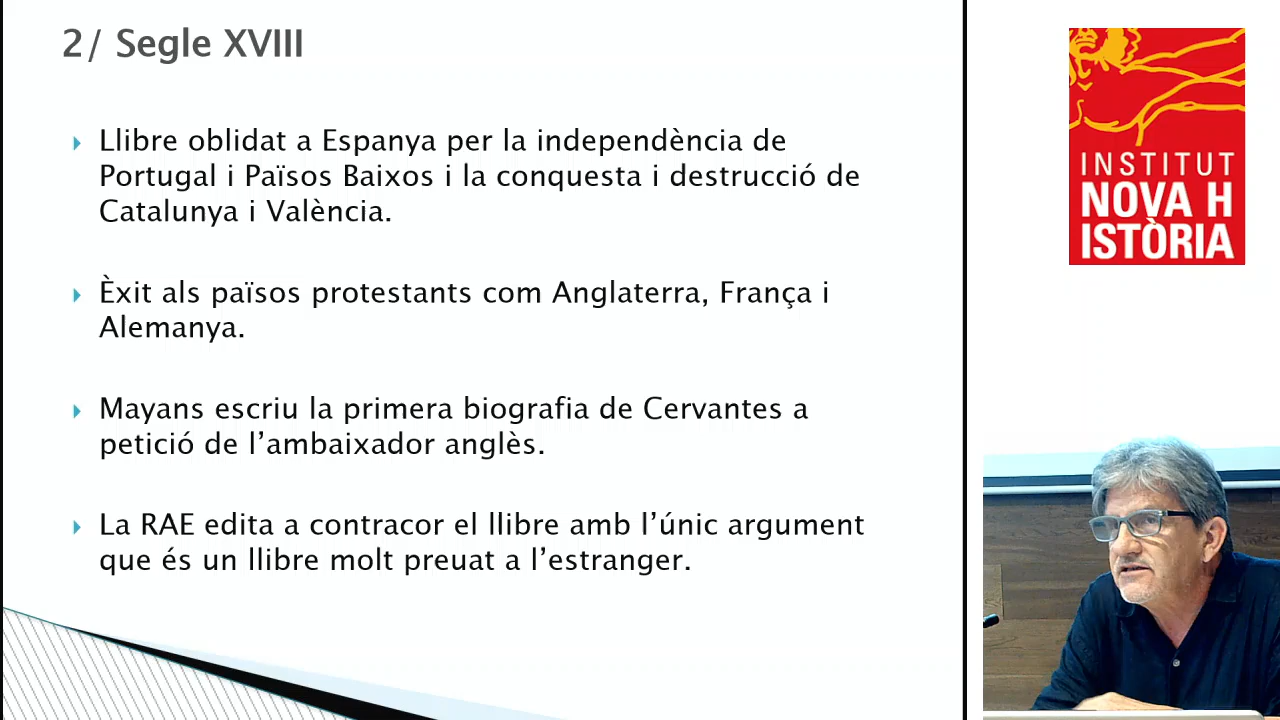 2/ Segle XVIII
Llibre oblidat a Espanya per la independència de
Portugal i Països Baixos i la conquesta i destrucció de
Catalunya i València.
Èxit als països protestants com Anglaterra, França i
Alemanya.
Mayans escriu la primera biografia de Cervantes a
petició de l’ambaixador anglès.
La RAE edita a contracor el llibre amb l’únic argument
que és un llibre molt preuat a l’estranger.
INSTITUT
NOVA H
ISTÒRIA